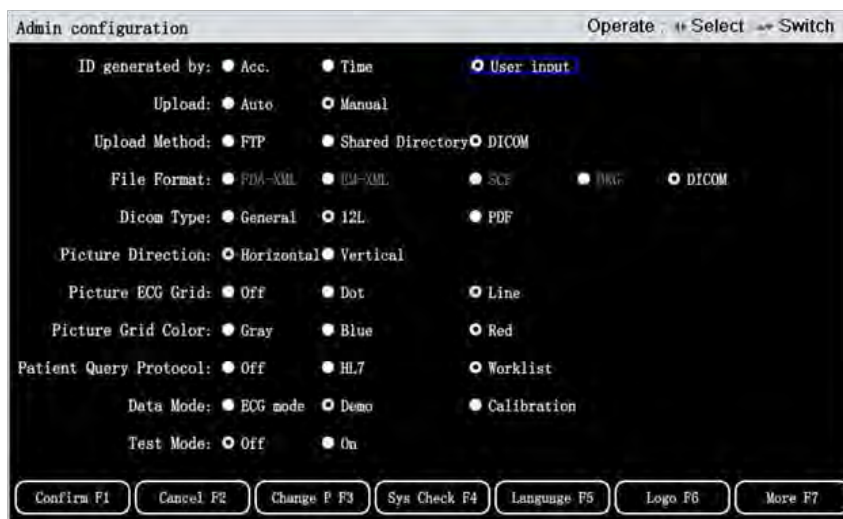 Admin configuration Operate : Select Switch
ID generated by: Acc. Time User input
Upload: Auto Manual
Upload Method: FTP Shared Directory DICOM
File Format: FDA-XML SCF DICOM
Dicom Type: General 12L PDF
Picture Direction: Horizontal Vertical
Picture ECG Grid: Off Dot Line
Picture Grid Color: Gray Blue Red
Patient Query Protocol: Off HL7 Worklist
Data Mode: ECG mode Demo Calibration
Test Mode: Off On
Confirm F1 Cancel F2 Change P F3 Sys Check F4 Language F5 Logo F6 More F7